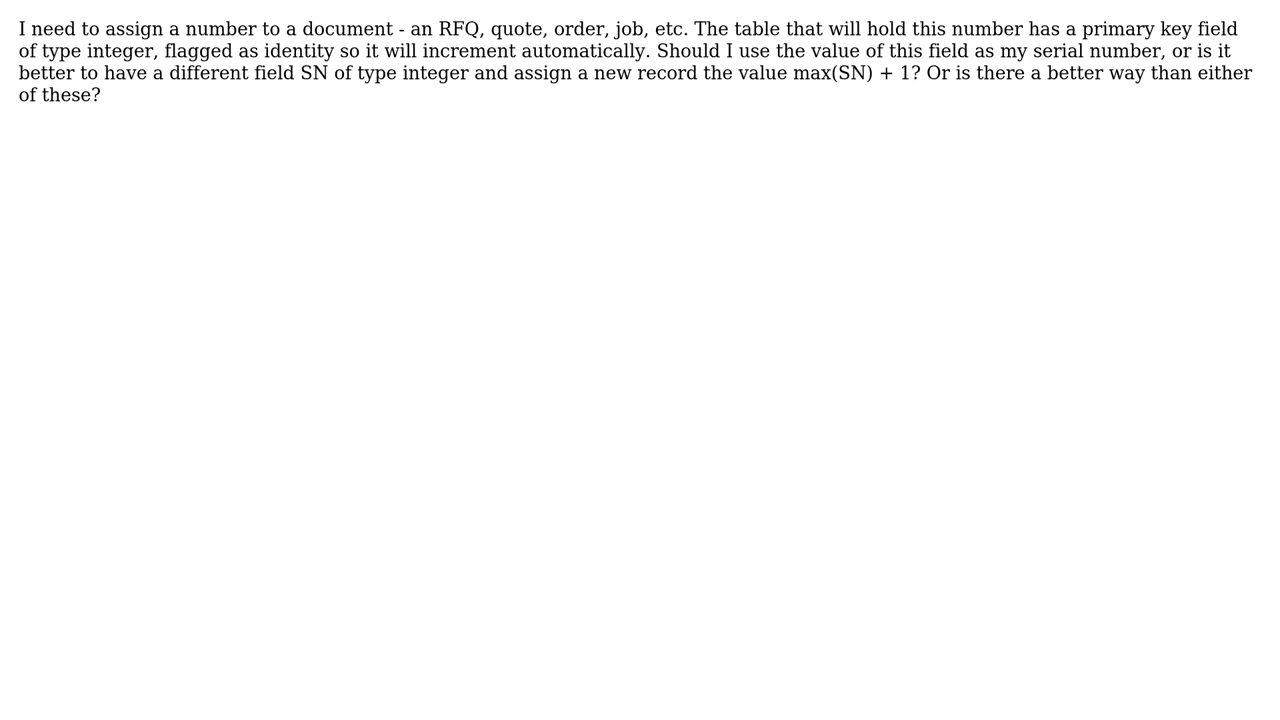 I need to assign a number to a document - an RFQ, quote, order, job, etc. The table that will hold this number has a primary key field
of type integer, flagged as identity so it will increment automatically. Should I use the value of this field as my serial number, or is it
better to have a different field SN of type integer and assign a new record the value max(SN) + 1? Or is there a better way than either
of these?